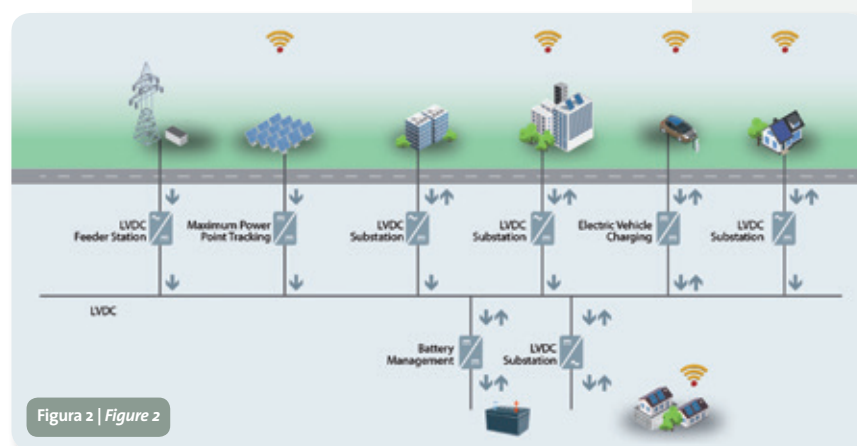 LVDC
Feeder Station
Maximum Power
Point Tracking
LVDC
Substation
LVDC
Substation
Electric Vehicle
Charging
LVDC
Substation
LVDC
Battery
Management
LVDC
Substation
Figura 2 | Figure 2